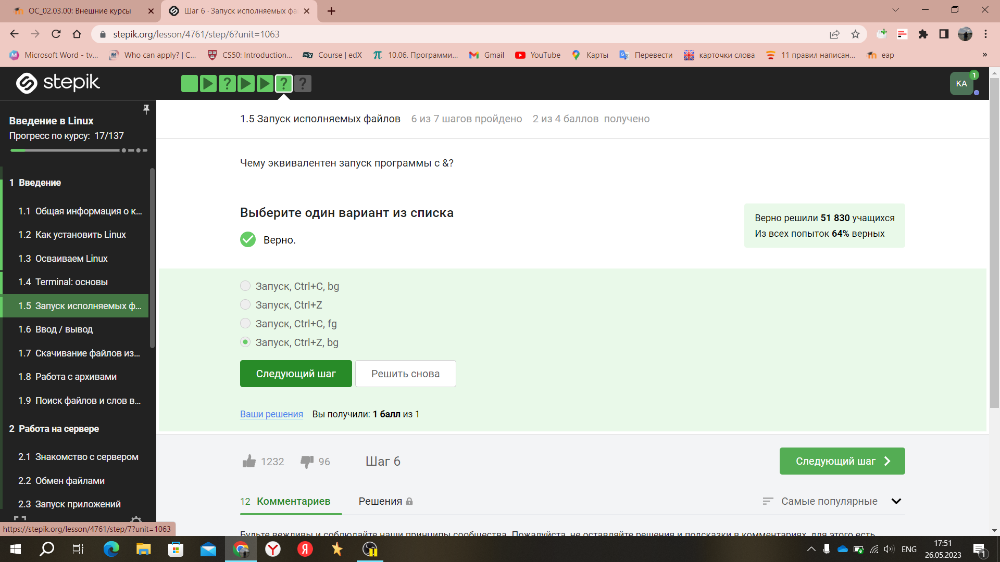 ОС_02.03.00: Внешние курсы
Шаг 6 · Запуск исполняемых фа
stepik.org/lesson/4761/step/6?unit=1063
Microsoft Word - tv...
Who can apply? | C...
CS50: Introduction...
edX
Course | edX
10.06. Программи...
Gmail
YouTube
Карты
Перевести
карточки слова
11 правил написан...
eap
»
stepik
? ? ?
KA
1
Введение в Linux
Прогресс по курсу: 17/137
1 Введение
1.1 Общая информация о к...
1.2 Как установить Linux
1.3 Осваиваем Linux
1.4 Terminal: основы
1.5 Запуск исполняемых ф...
1.6 Ввод / вывод
1.7 Скачивание файлов из...
1.8 Работа с архивами
1.9 Поиск файлов и слов в...
2 Работа на сервере
2.1 Знакомство с сервером
2.2 Обмен файлами
2.3 Запуск приложений
1.5 Запуск исполняемых файлов 6 из 7 шагов пройдено 2 из 4 баллов получено
Чему эквивалентен запуск программы с &?
Выберите один вариант из списка
Верно.
Верно решили 51 830 учащихся
Из всех попыток 64% верных
Запуск, Ctrl+C, bg
Запуск, Ctrl+Z
Запуск, Ctrl+C, fg
Запуск, Ctrl+Z, bg
Следующий шаг
Решить снова
Ваши решения Вы получили: 1 балл из 1
1232
96
Шаг 6
Следующий шаг
12 Комментариев
Решения
Самые популярные
Будьте вежливы и соблюдайте наши принципы сообщества. Пожалуйста, не оставляйте решения и подсказки в комментариях, для этого есть
https://stepik.org/lesson/4761/step/7?unit=1063
Y
Я
ENG
17:51
26.05.2023
1